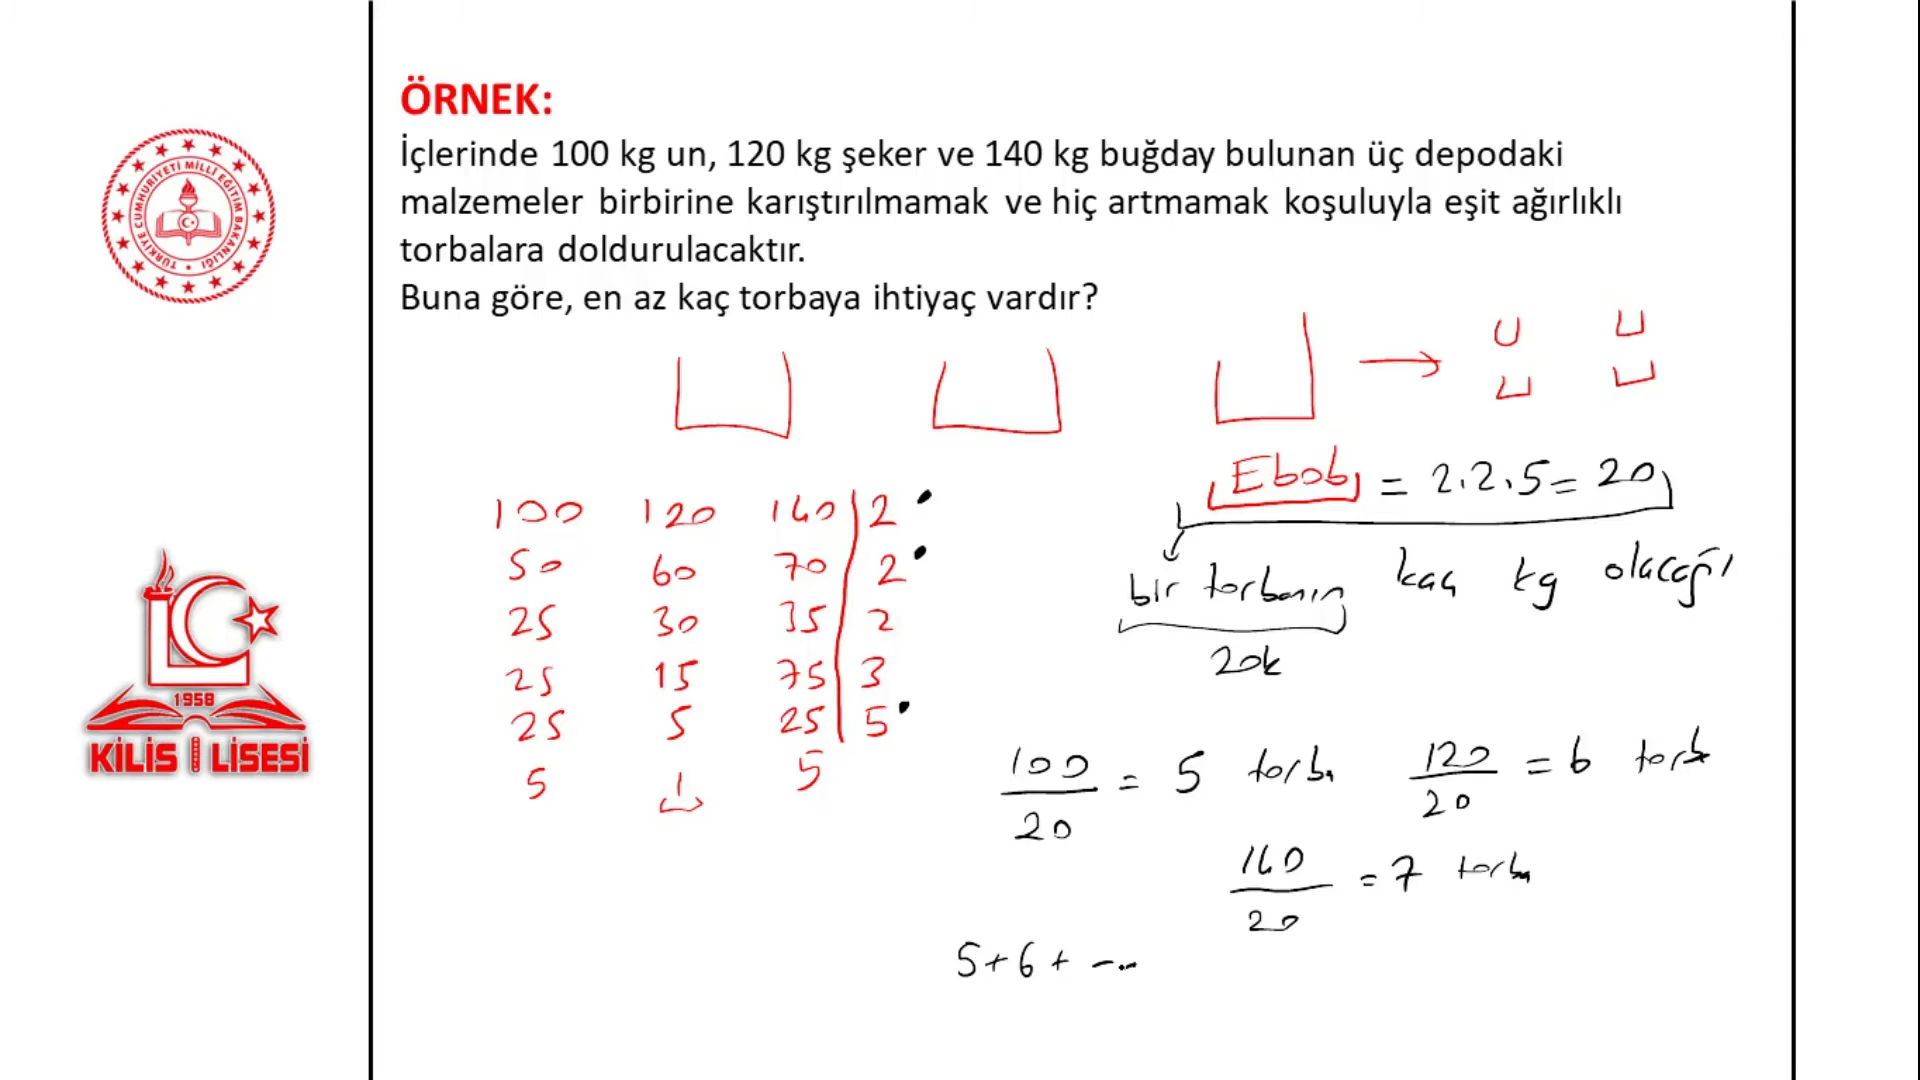 ÖRNEK:
İçlerinde 100 kg un, 120 kg şeker ve 140 kg buğday bulunan üç depodaki
malzemeler birbirine karıştırılmamak ve hiç artmamak koşuluyla eşit ağırlıklı
torbalara doldurulacaktır.
Buna göre, en az kaç torbaya ihtiyaç vardır?
TÜRKİYE CUMHURİYETİ MİLLİ EĞİTİM BAKANLIĞI
1958
KİLİS LİSESİ
100 120 140 2
50 60 70 2
25 30 35 2
25 15 75 3
25 5 25 5
5 1 5
Ebob = 2.2.5 = 20
bir torbanın kaç kg olacağı
20k
100/20 = 5 torba 120/20 = 6 torb
140/20 = 7 torba
5+6+ ...